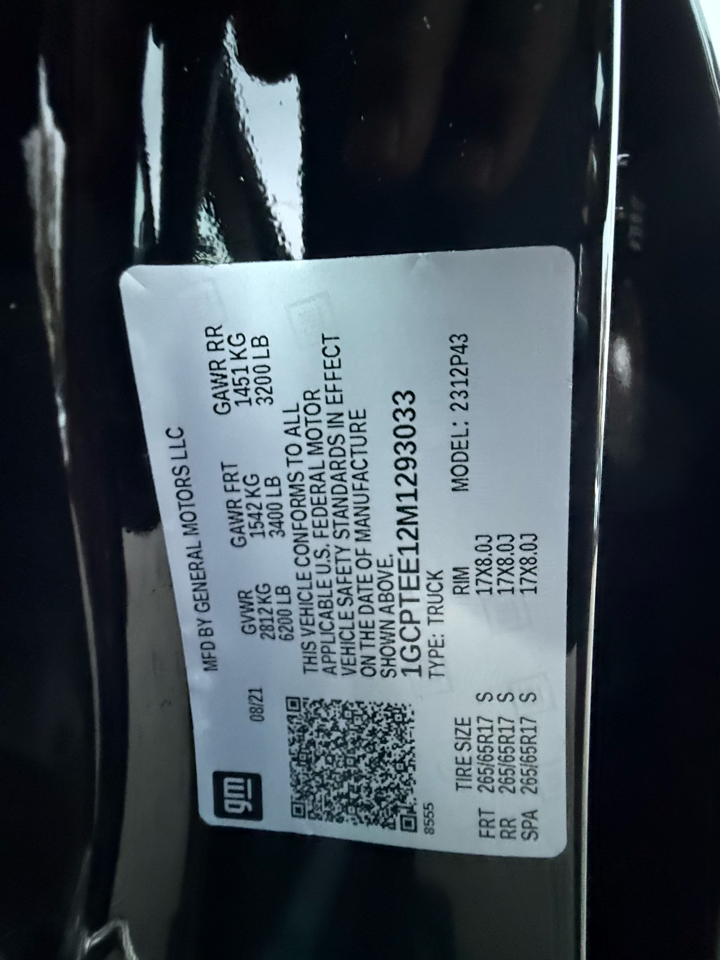 gm
08/21
MFD BY GENERAL MOTORS LLC
GVWR GAWR FRT GAWR RR
2812 KG 1542 KG 1451 KG
6200 LB 3400 LB 3200 LB
THIS VEHICLE CONFORMS TO ALL
APPLICABLE U.S. FEDERAL MOTOR
VEHICLE SAFETY STANDARDS IN EFFECT
ON THE DATE OF MANUFACTURE
SHOWN ABOVE.
1GCPTEE12M1293033
8555
TYPE: TRUCK MODEL: 2312P43
TIRE SIZE RIM
FRT 265/65R17 S 17X8.0J
RR 265/65R17 S 17X8.0J
SPA 265/65R17 S 17X8.0J